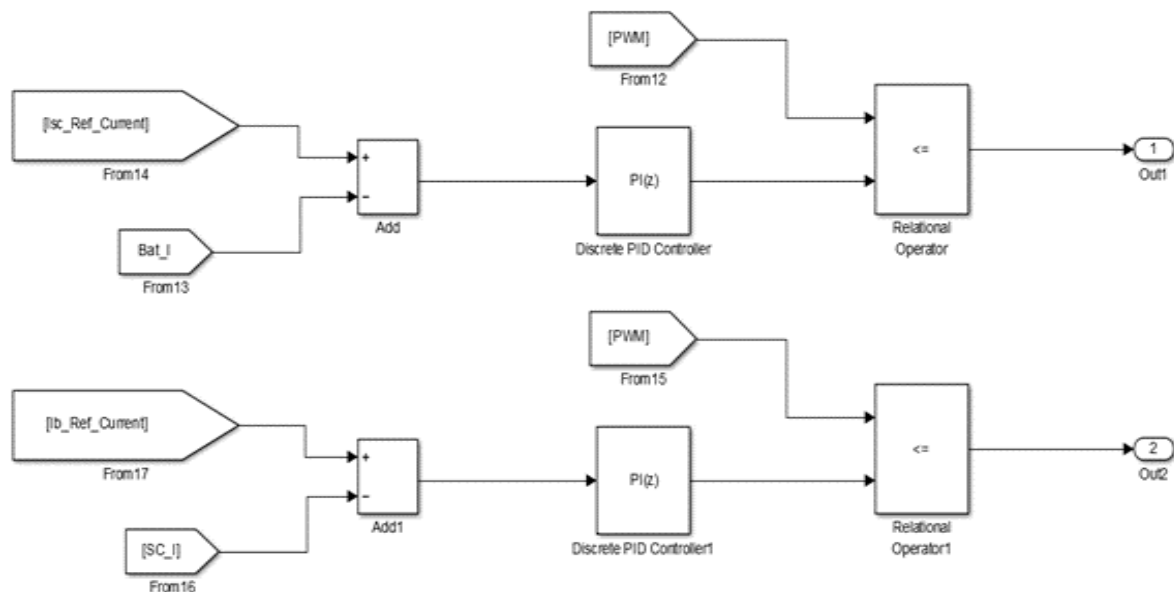 [PWM]
From12
[Isc_Ref_Current]
From14
+
−
Add
PI(z)
Discrete PID Controller
<=
Relational
Operator
1
Out1
Bat_I
From13
[PWM]
From15
[Ib_Ref_Current]
From17
+
−
Add1
PI(z)
Discrete PID Controller1
<=
Relational
Operator1
2
Out2
[SC_I]
From16